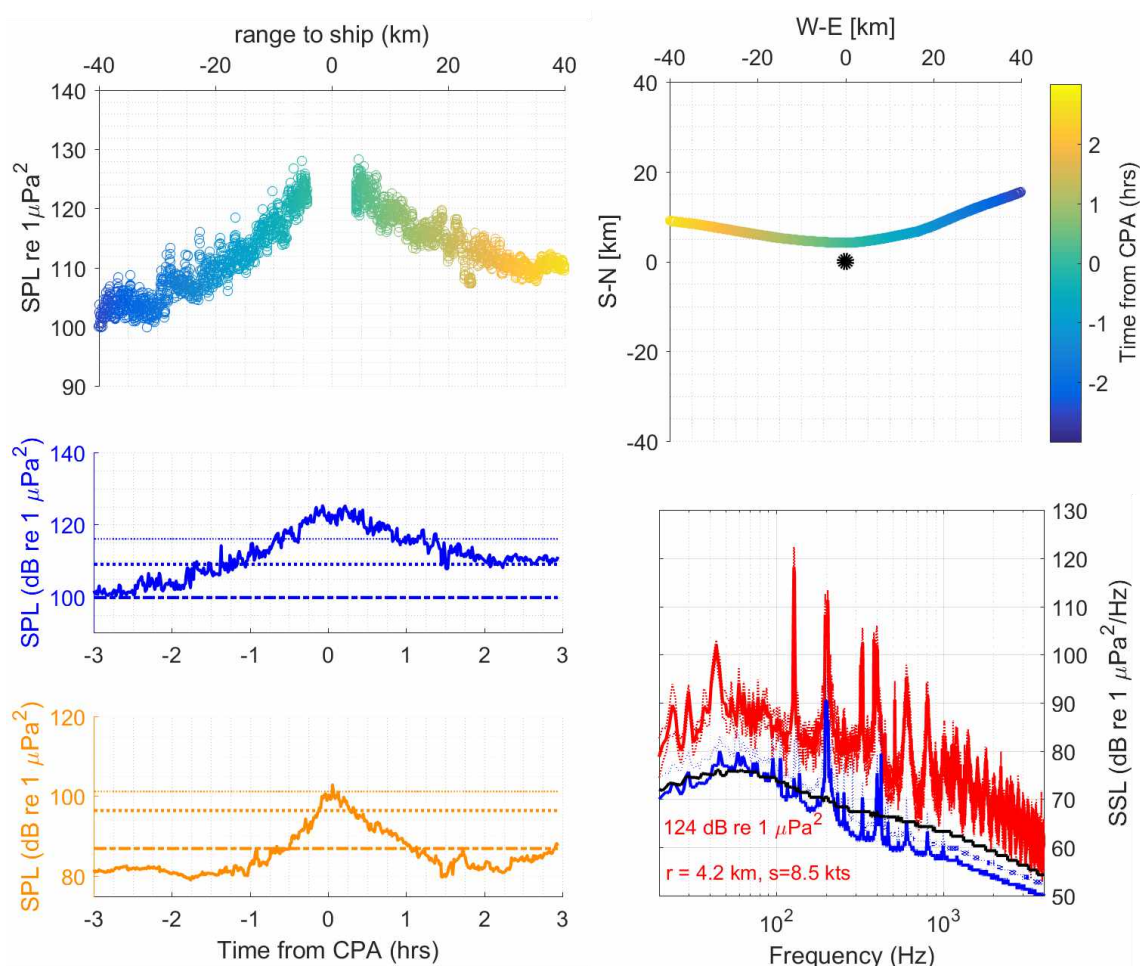 range to ship (km)
-40 -20 0 20 40
140
130
120
110
100
90
SPL re 1 μPa²
W-E [km]
-40 -20 0 20 40
40
20
0
-20
-40
S-N [km]
2
1
0
-1
-2
Time from CPA (hrs)
140
120
100
SPL (dB re 1 μPa²)
-3 -2 -1 0 1 2 3
120
100
80
SPL (dB re 1 μPa²)
-3 -2 -1 0 1 2 3
Time from CPA (hrs)
130
120
110
100
90
80
70
60
50
SSL (dB re 1 μPa²/Hz)
124 dB re 1 μPa²
r = 4.2 km, s=8.5 kts
10² 10³
Frequency (Hz)